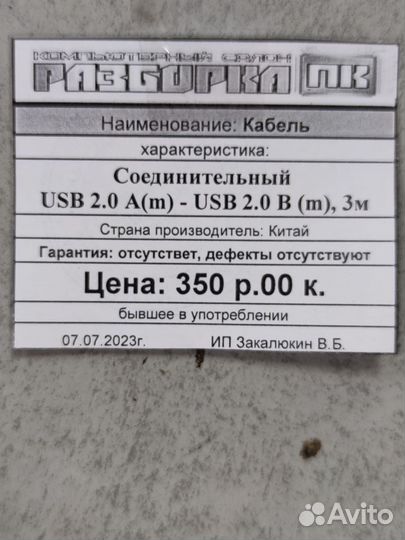 КОМПЬЮТЕРНЫЙ САЛОН
РАЗБОРКА ПК
Наименование: Кабель
характеристика:
Соединительный
USB 2.0 A(m) - USB 2.0 B (m), 3м
Страна производитель: Китай
Гарантия: отсутствет, дефекты отсутствуют
Цена: 350 р.00 к.
бывшее в употреблении
07.07.2023г. ИП Закалюкин В.Б.
Avito